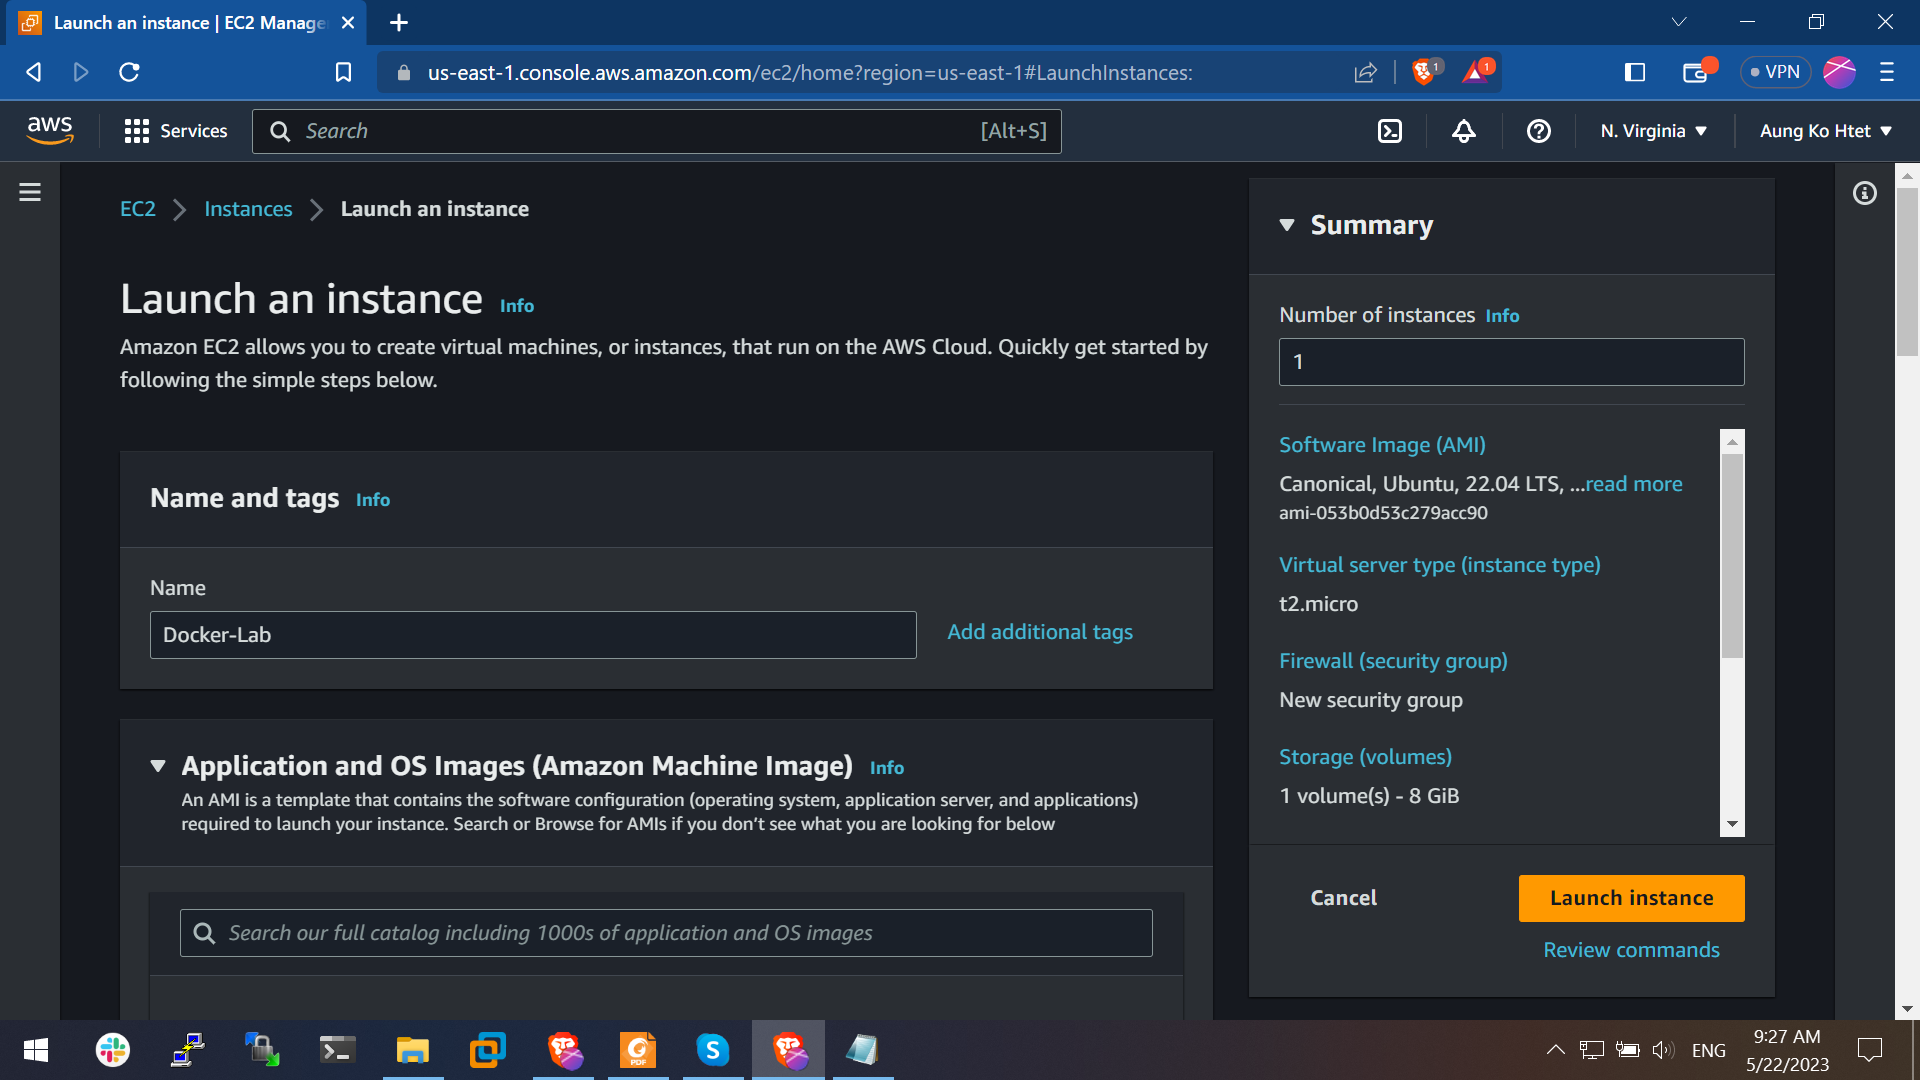 Launch an instance | EC2 Manage
us-east-1.console.aws.amazon.com/ec2/home?region=us-east-1#LaunchInstances:
1
1
VPN
aws
Services
Search
[Alt+S]
N. Virginia
Aung Ko Htet
EC2
Instances
Launch an instance
Launch an instance
Info
Amazon EC2 allows you to create virtual machines, or instances, that run on the AWS Cloud. Quickly get started by
following the simple steps below.
Name and tags
Info
Name
Docker-Lab
Add additional tags
Application and OS Images (Amazon Machine Image)
Info
An AMI is a template that contains the software configuration (operating system, application server, and applications)
required to launch your instance. Search or Browse for AMIs if you don’t see what you are looking for below
Search our full catalog including 1000s of application and OS images
Summary
Number of instances
Info
1
Software Image (AMI)
Canonical, Ubuntu, 22.04 LTS, ...read more
ami-053b0d53c279acc90
Virtual server type (instance type)
t2.micro
Firewall (security group)
New security group
Storage (volumes)
1 volume(s) - 8 GiB
Cancel
Launch instance
Review commands
PDF
S
ENG
9:27 AM
5/22/2023